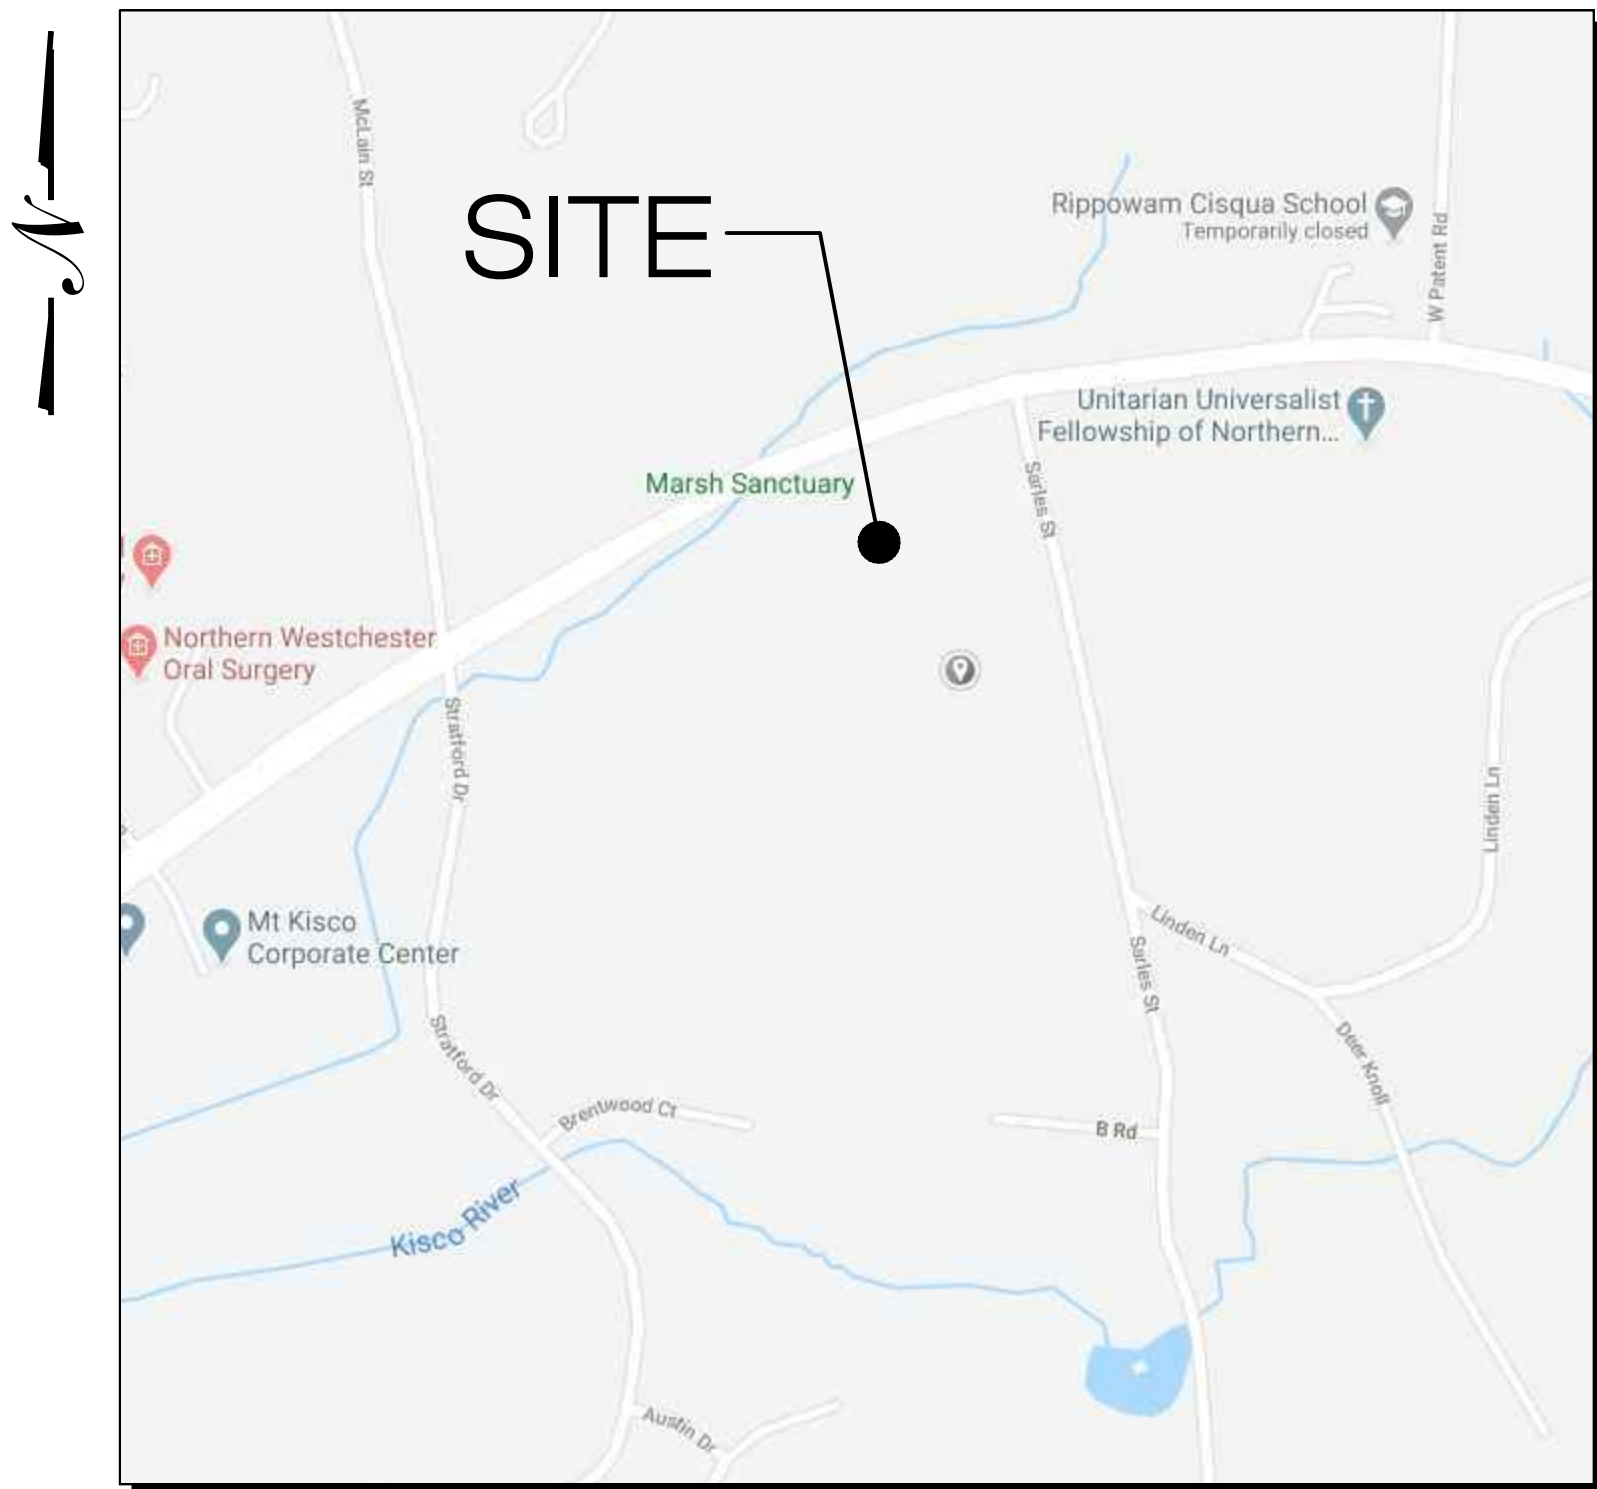 N
McLain St
SITE
Rippowam Cisqua School
Temporarily closed
W Patent Rd
Unitarian Universalist
Fellowship of Northern...
Marsh Sanctuary
Sarles St
Northern Westchester
Oral Surgery
Stratford Dr
Linden Ln
Mt Kisco
Corporate Center
Linden Ln
Sarles St
Stratford Dr
Deer Knoll
Brentwood Ct
B Rd
Kisco River
Austin Dr